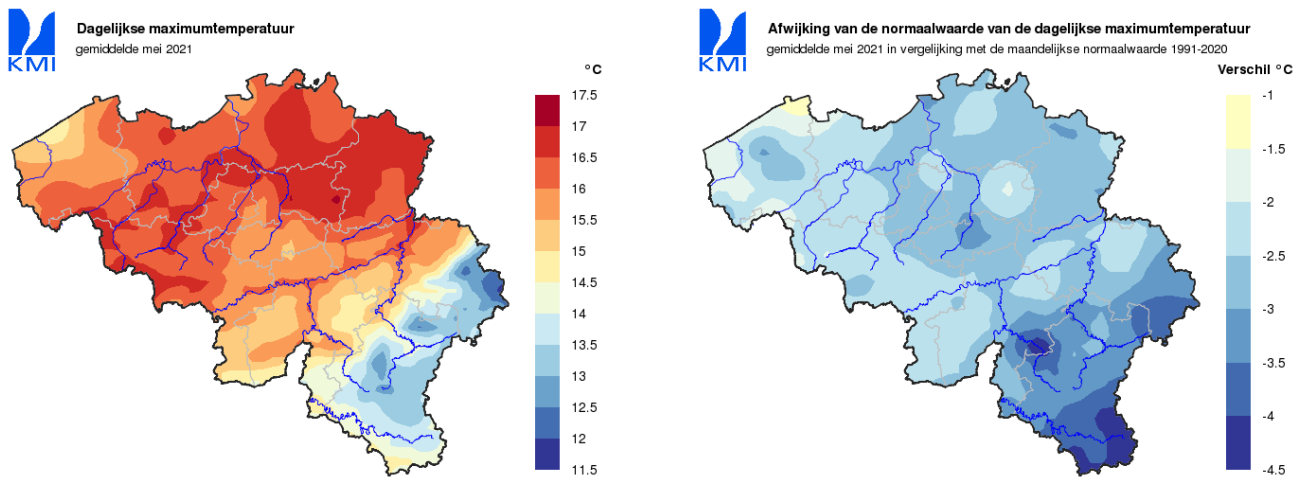 Dagelijkse maximumtemperatuur
gemiddelde mei 2021
KMI
°C
17.5
17
16.5
16
15.5
15
14.5
14
13.5
13
12.5
12
11.5
Afwijking van de normaalwaarde van de dagelijkse maximumtemperatuur
gemiddelde mei 2021 in vergelijking met de maandelijkse normaalwaarde 1991-2020
KMI
Verschil °C
-1
-1.5
-2
-2.5
-3
-3.5
-4
-4.5